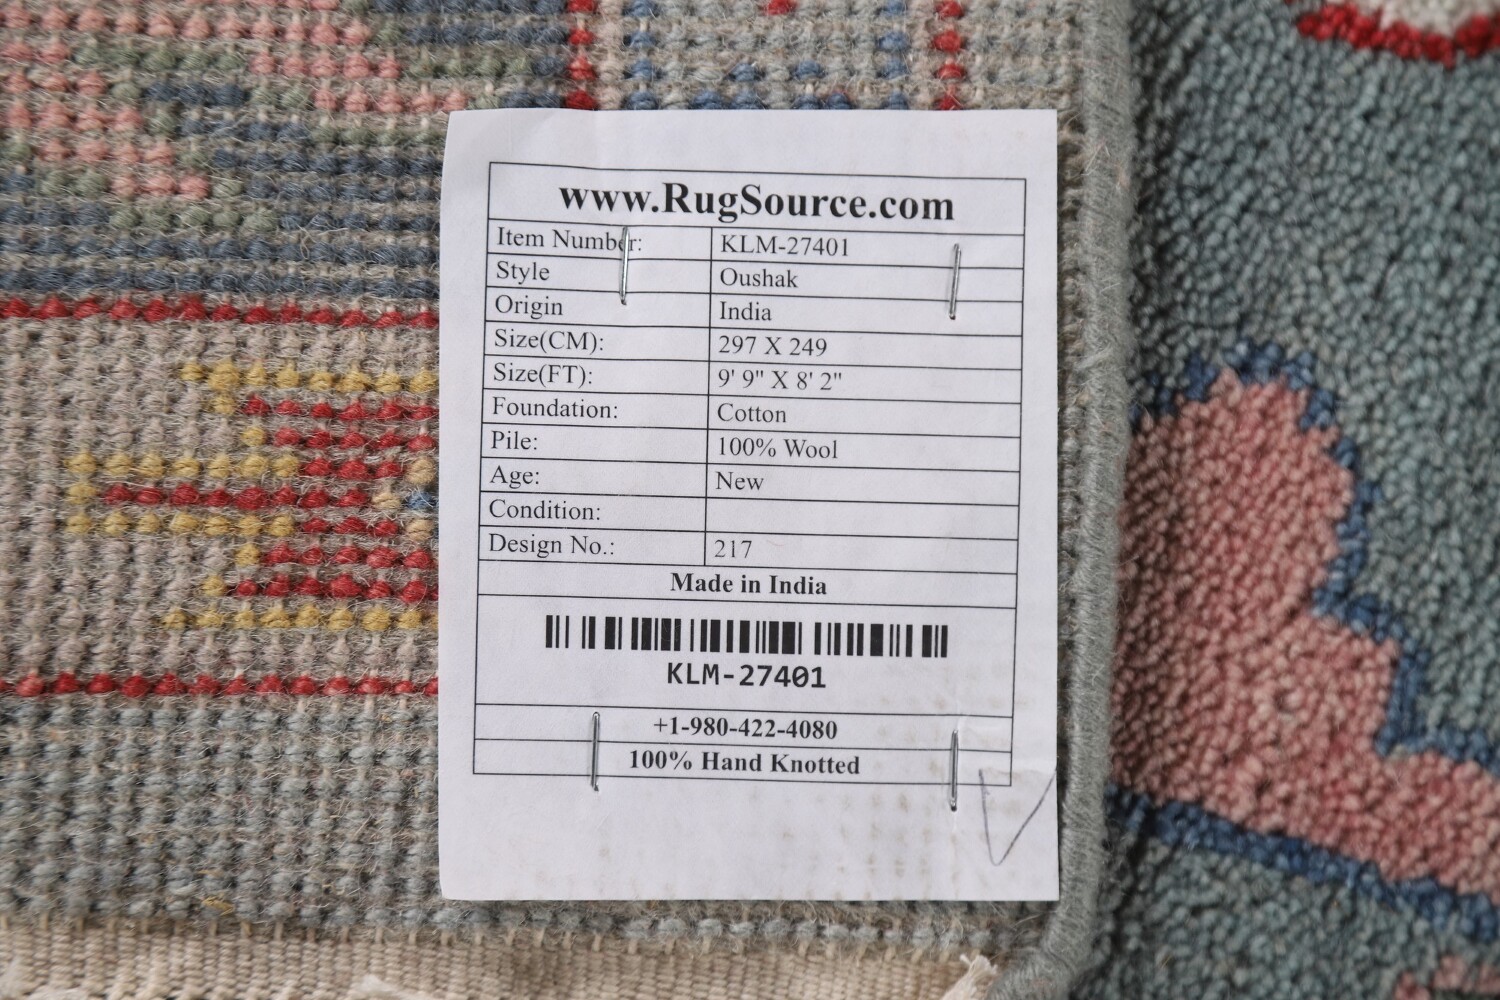 www.RugSource.com
Item Number: KLM-27401
Style Oushak
Origin India
Size(CM): 297 X 249
Size(FT): 9' 9" X 8' 2"
Foundation: Cotton
Pile: 100% Wool
Age: New
Condition:
Design No.: 217
Made in India
KLM-27401
+1-980-422-4080
100% Hand Knotted